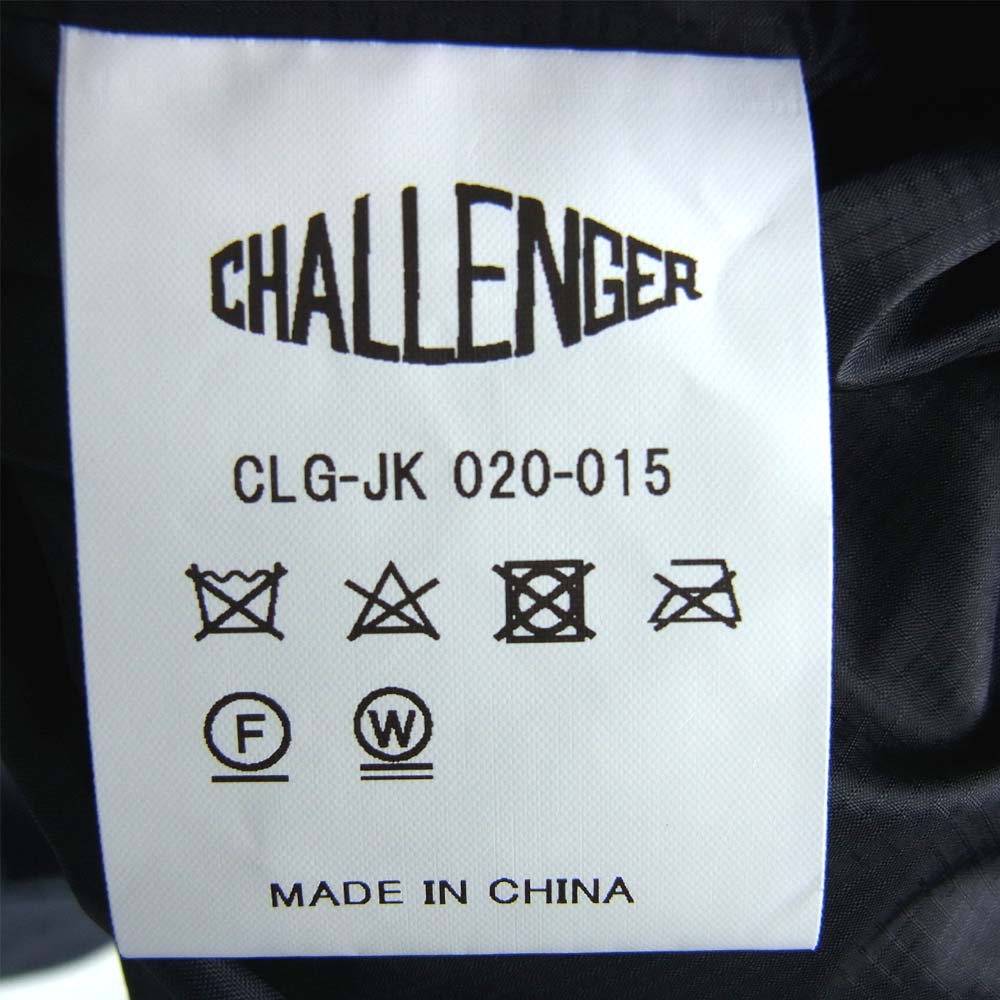 CHALLENGER
CLG-JK 020-015
F W
MADE IN CHINA